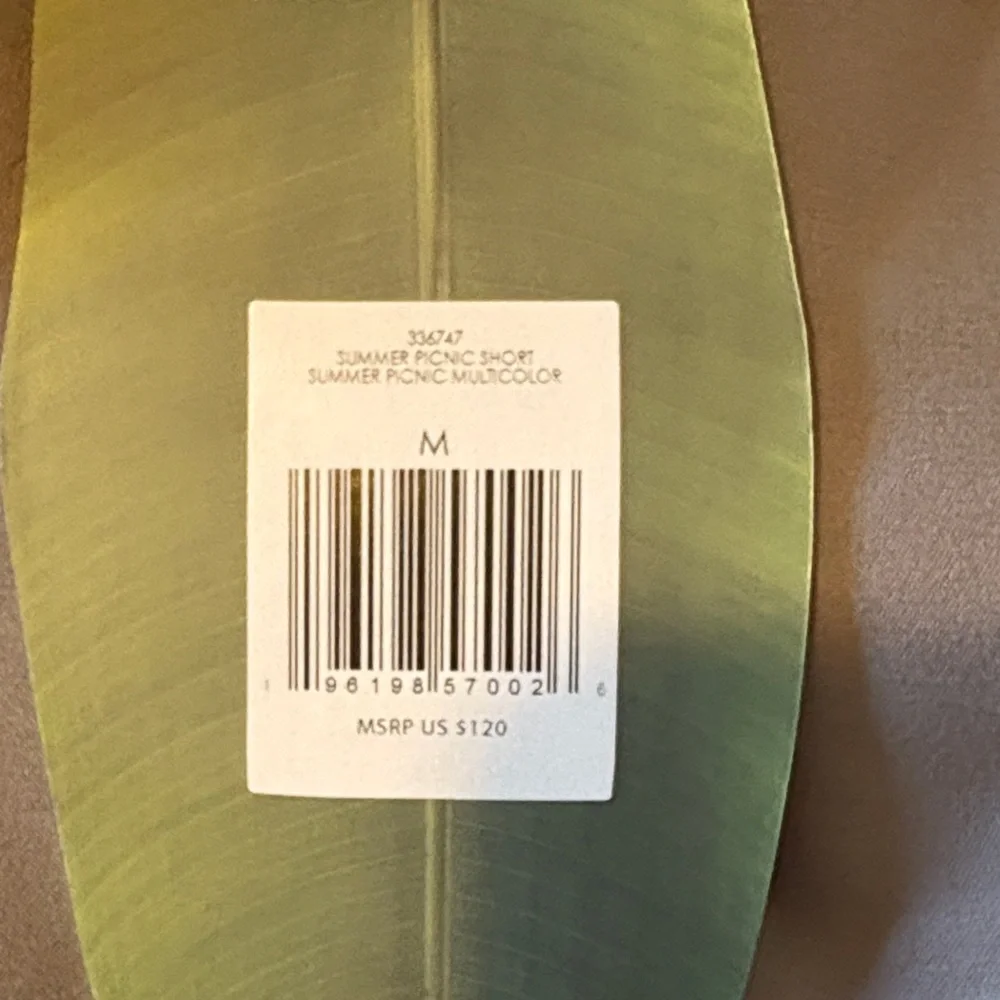 336747
SUMMER PICNIC SHORT
SUMMER PICNIC MULTICOLOR
M
1 96198 57002 6
MSRP US $120